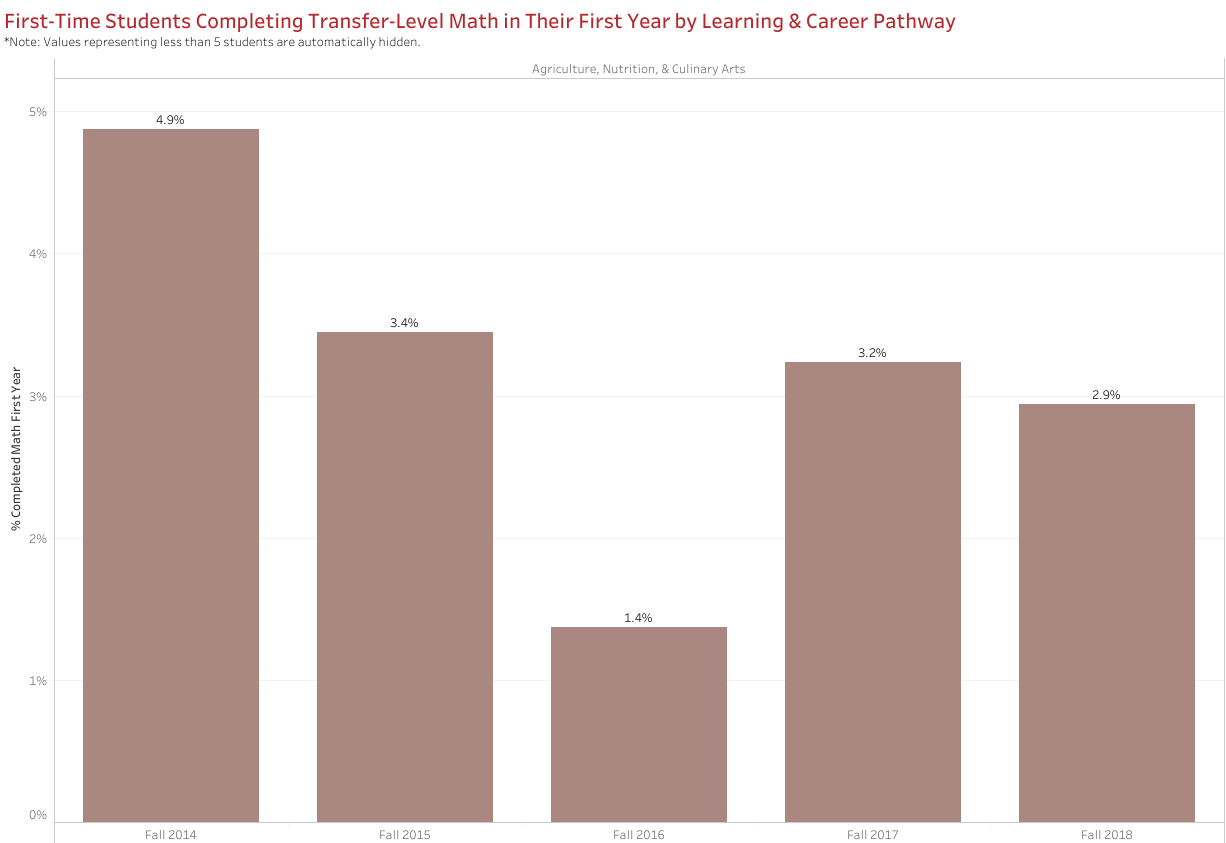 First-Time Students Completing Transfer-Level Math in Their First Year by Learning & Career Pathway
*Note: Values representing less than 5 students are automatically hidden.
Agriculture, Nutrition, & Culinary Arts
% Completed Math First Year
5%
4%
3%
2%
1%
0%
4.9%
3.4%
1.4%
3.2%
2.9%
Fall 2014
Fall 2015
Fall 2016
Fall 2017
Fall 2018